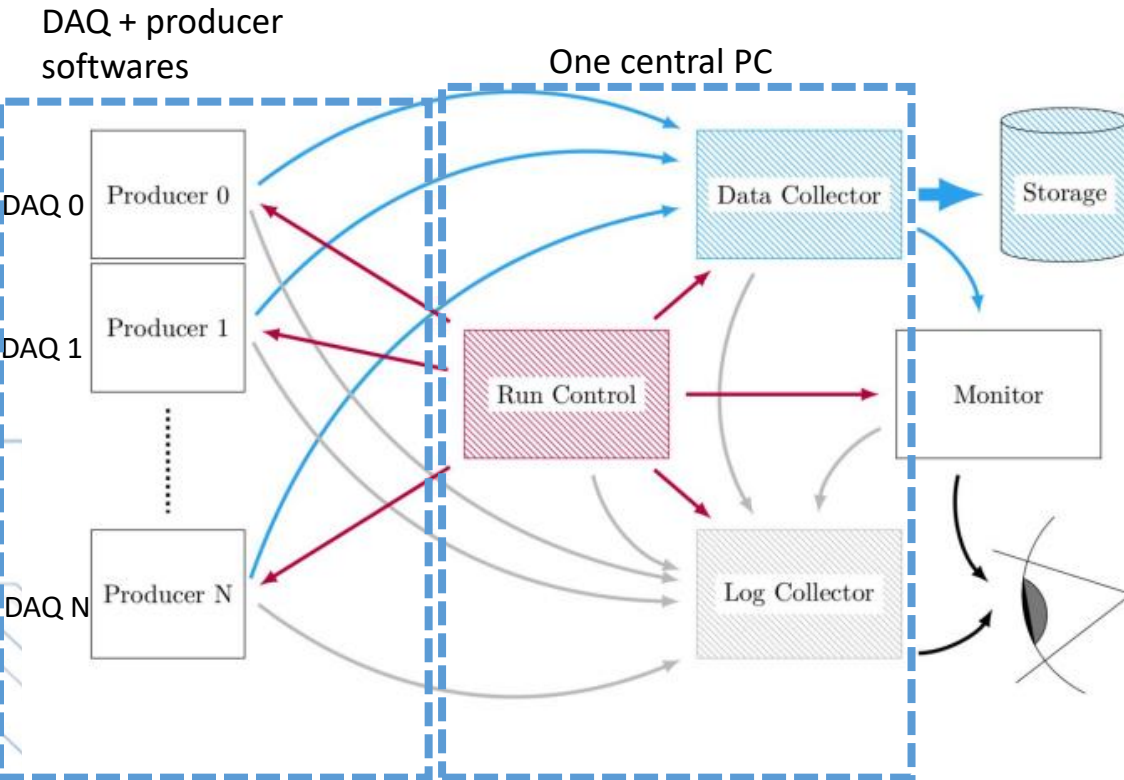 DAQ + producer
softwares
One central PC
DAQ 0
Producer 0
Data Collector
Storage
DAQ 1
Producer 1
Run Control
Monitor
DAQ N
Producer N
Log Collector